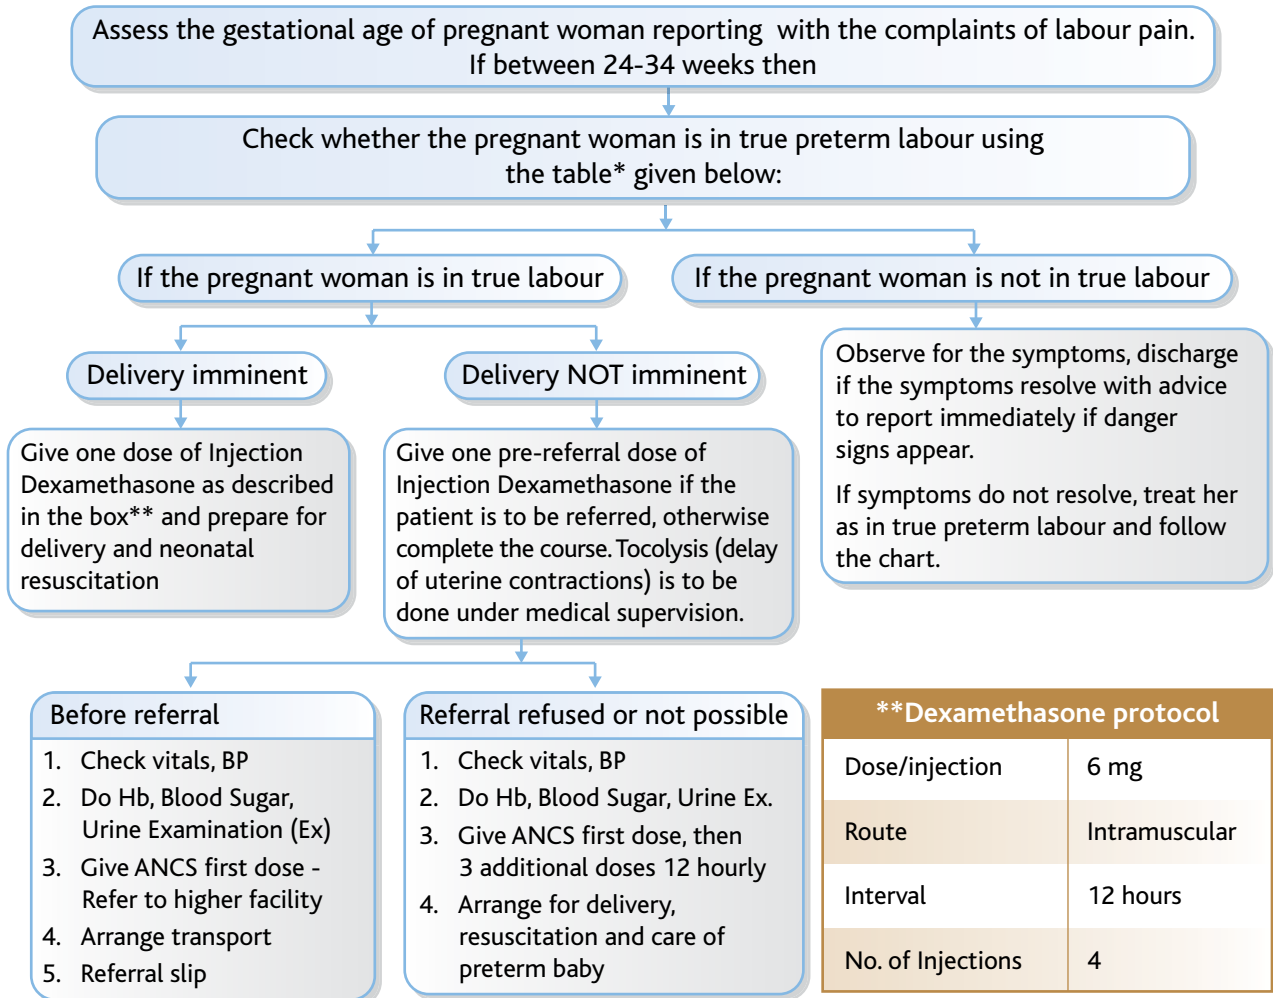 Assess the gestational age of pregnant woman reporting with the complaints of labour pain.
If between 24-34 weeks then
Check whether the pregnant woman is in true preterm labour using
the table* given below:
If the pregnant woman is in true labour
If the pregnant woman is not in true labour
Delivery imminent
Delivery NOT imminent
Give one dose of Injection
Dexamethasone as described
in the box** and prepare for
delivery and neonatal
resuscitation
Give one pre-referral dose of
Injection Dexamethasone if the
patient is to be referred, otherwise
complete the course. Tocolysis (delay
of uterine contractions) is to be
done under medical supervision.
Observe for the symptoms, discharge
if the symptoms resolve with advice
to report immediately if danger
signs appear.
If symptoms do not resolve, treat her
as in true preterm labour and follow
the chart.
Before referral
1. Check vitals, BP
2. Do Hb, Blood Sugar,
Urine Examination (Ex)
3. Give ANCS first dose -
Refer to higher facility
4. Arrange transport
5. Referral slip
Referral refused or not possible
1. Check vitals, BP
2. Do Hb, Blood Sugar, Urine Ex.
3. Give ANCS first dose, then
3 additional doses 12 hourly
4. Arrange for delivery,
resuscitation and care of
preterm baby
**Dexamethasone protocol
Dose/injection 6 mg
Route Intramuscular
Interval 12 hours
No. of Injections 4